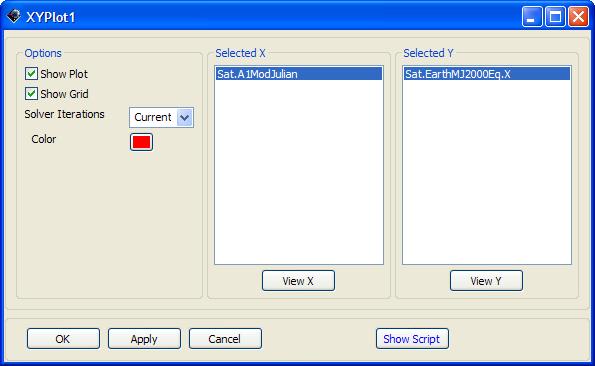 XYPlot1
Options
Show Plot
Show Grid
Solver Iterations
Current
Color
Selected X
Sat.A1ModJulian
View X
Selected Y
Sat.EarthMJ2000Eq.X
View Y
OK
Apply
Cancel
Show Script